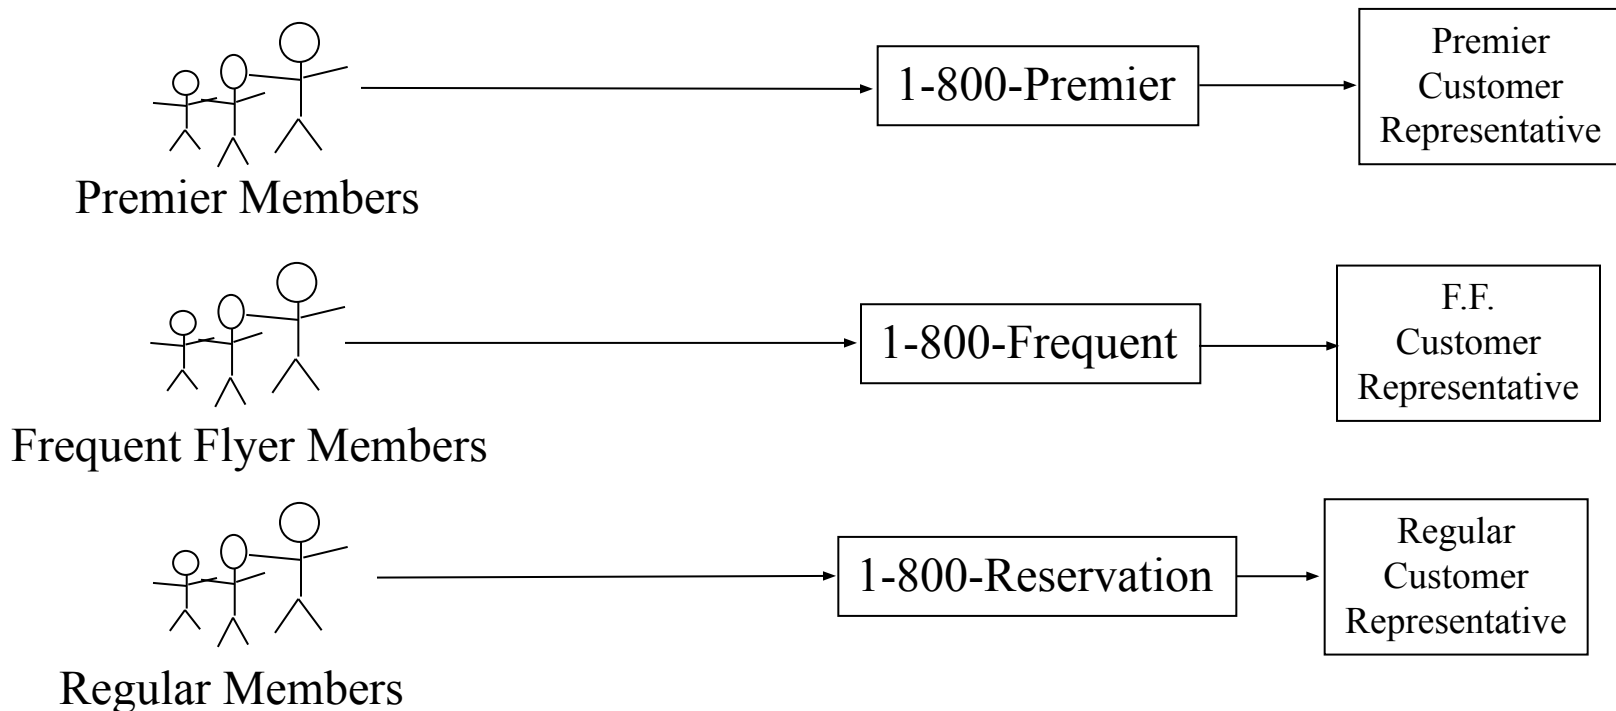 1-800-Premier
Premier
Customer
Representative
Premier Members
1-800-Frequent
F.F.
Customer
Representative
Frequent Flyer Members
1-800-Reservation
Regular
Customer
Representative
Regular Members